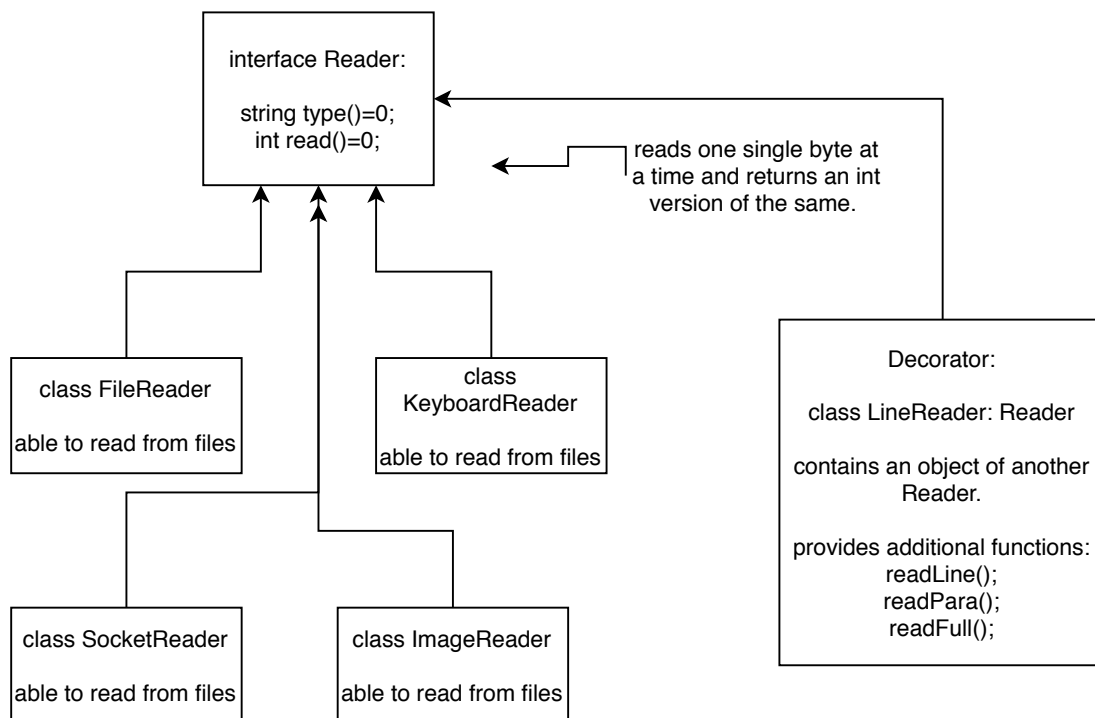 interface Reader:
string type()=0;
int read()=0;
reads one single byte at
a time and returns an int
version of the same.
class FileReader
able to read from files
class
KeyboardReader
able to read from files
Decorator:
class LineReader: Reader
contains an object of another
Reader.
provides additional functions:
readLine();
readPara();
readFull();
class SocketReader
able to read from files
class ImageReader
able to read from files